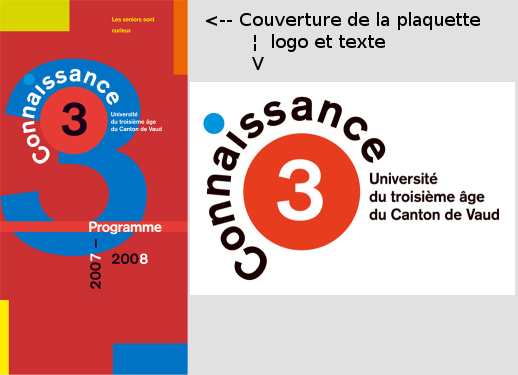 Les seniors sont
curieux
Connaissance
3
Université
du troisième âge
du Canton de Vaud
3
Programme
2007 –
2008
<-- Couverture de la plaquette
¦ logo et texte
V
Connaissance
3
Université
du troisième âge
du Canton de Vaud